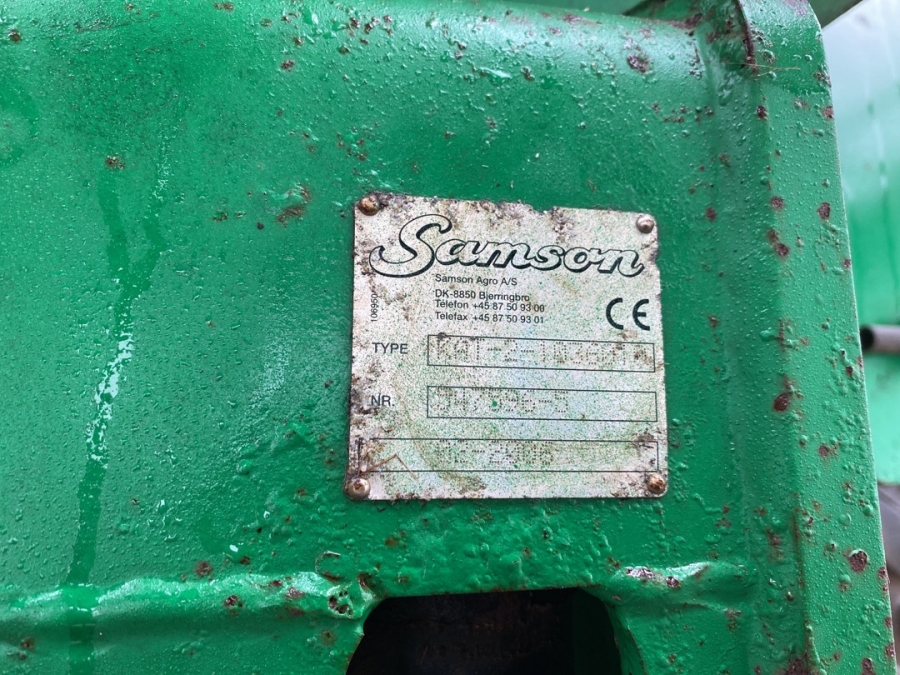 Samson
Samson Agro A/S
DK-8850 Bjerringbro
Telefon +45 87 50 93 00
Telefax +45 87 50 93 01
CE
106950
TYPE
NR.